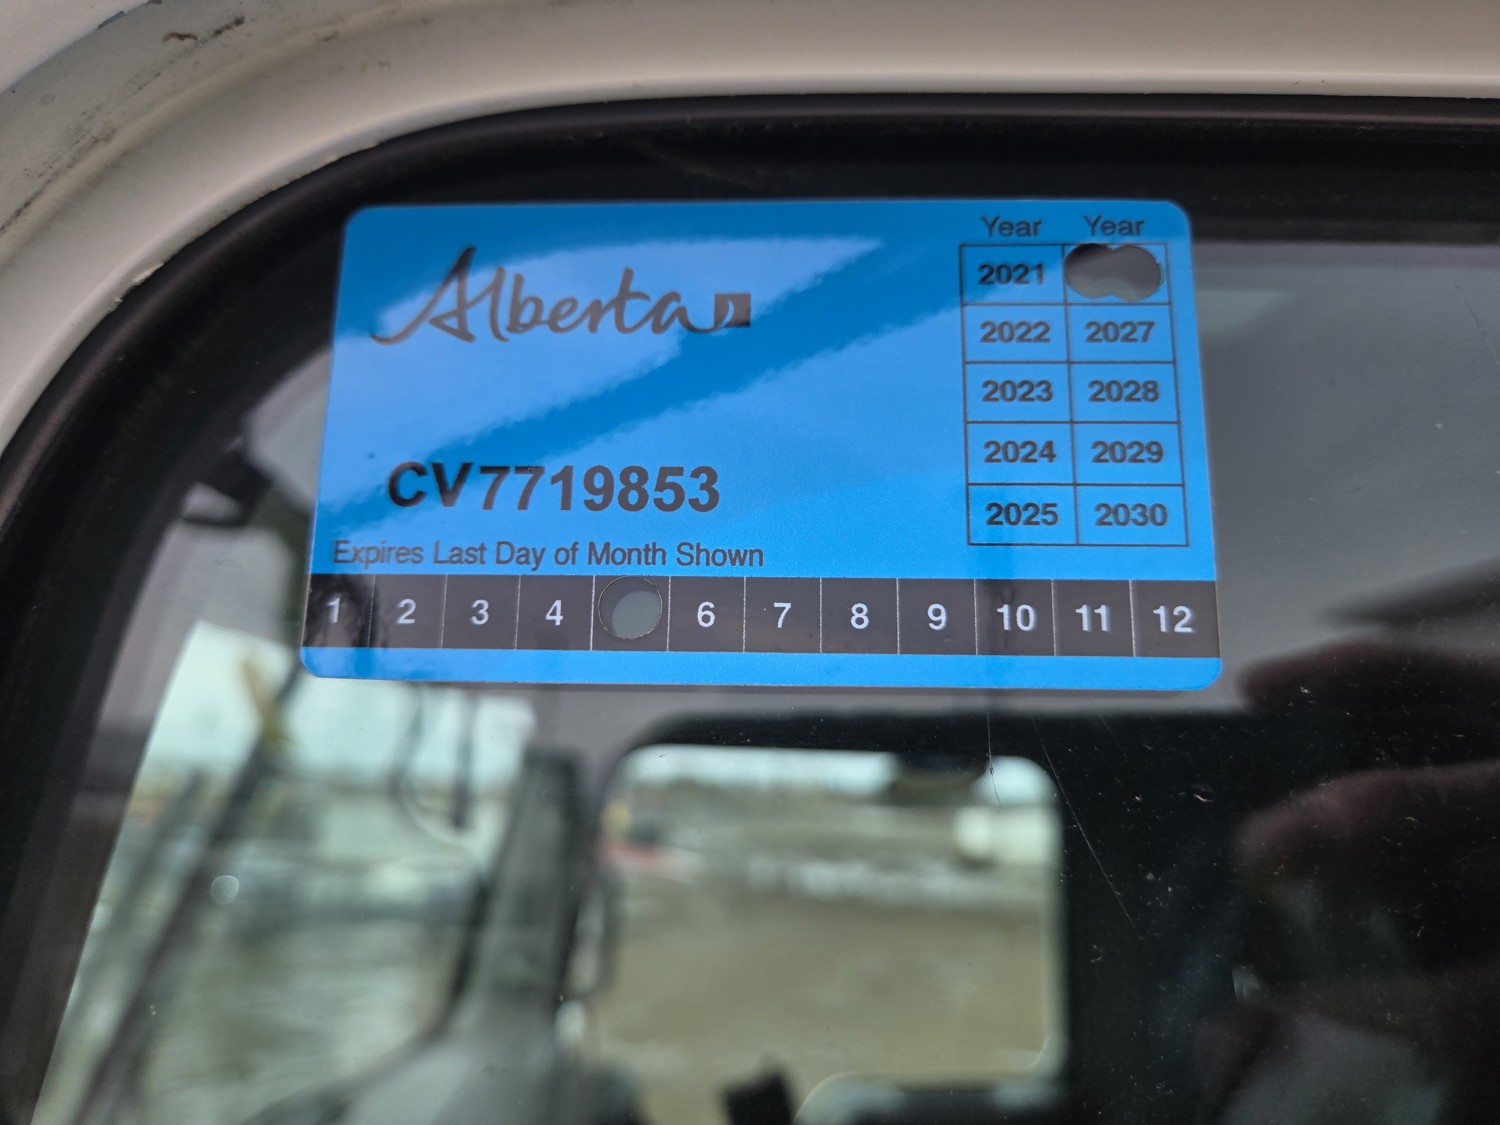 Alberta
Year Year
2021
2022 2027
2023 2028
2024 2029
2025 2030
CV7719853
Expires Last Day of Month Shown
1 2 3 4 6 7 8 9 10 11 12